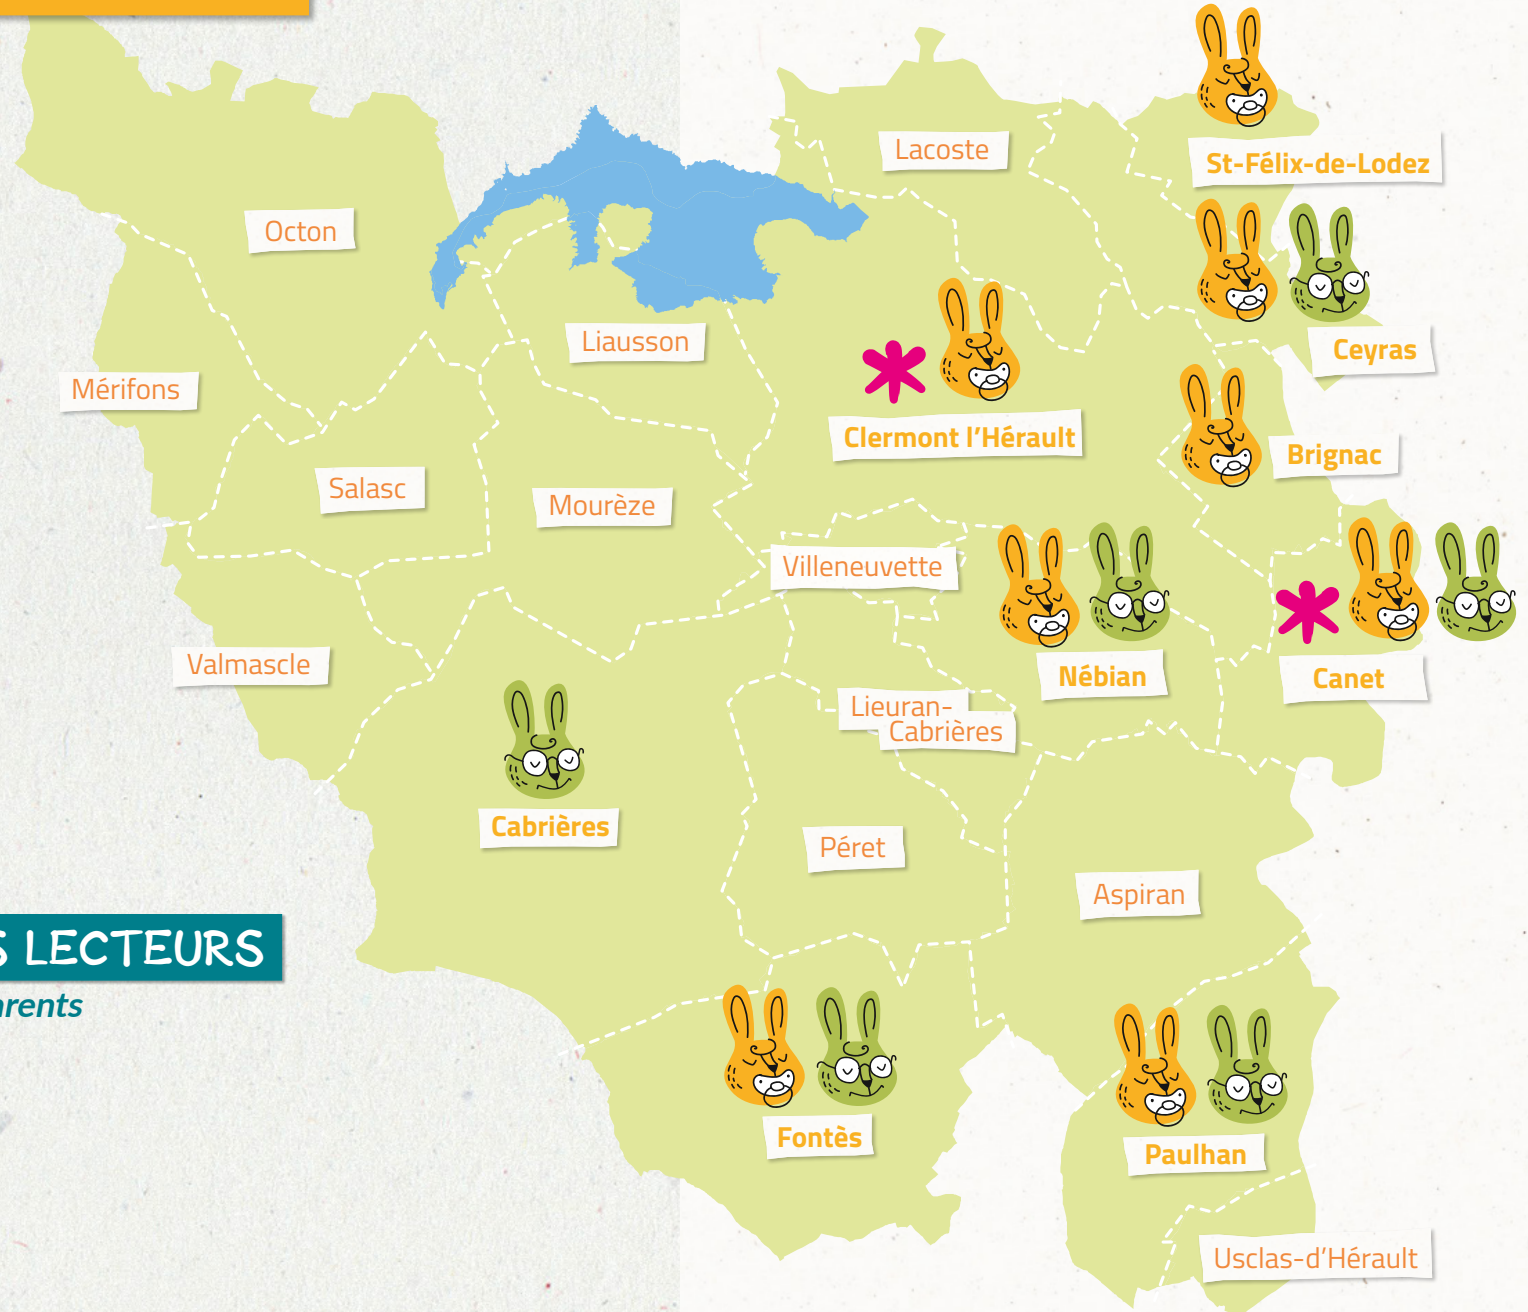 Lacoste
St-Félix-de-Lodez
Octon
Liausson
Ceyras
Mérifons
Clermont l'Hérault
Brignac
Salasc
Mourèze
Villeneuvette
Valmascle
Nébian
Canet
Lieuran-
Cabrières
Cabrières
Péret
Aspiran
LECTEURS
Fontès
Paulhan
Usclas-d'Hérault